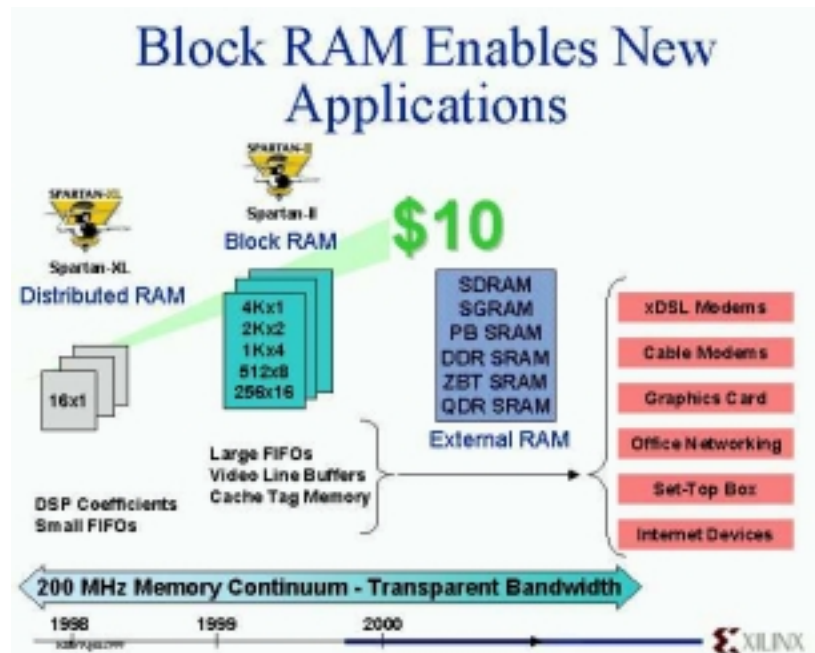 Block RAM Enables New
Applications
SPARTAN-XL
Spartan-XL
Distributed RAM
16x1
DSP Coefficients
Small FIFOs
SPARTAN-II
Spartan-II
Block RAM
4Kx1
2Kx2
1Kx4
512x8
256x16
Large FIFOs
Video Line Buffers
Cache Tag Memory
$10
SDRAM
SGRAM
PB SRAM
DDR SRAM
ZBT SRAM
QDR SRAM
External RAM
xDSL Modems
Cable Modems
Graphics Card
Office Networking
Set-Top Box
Internet Devices
200 MHz Memory Continuum - Transparent Bandwidth
1998 1999 2000
XILINX